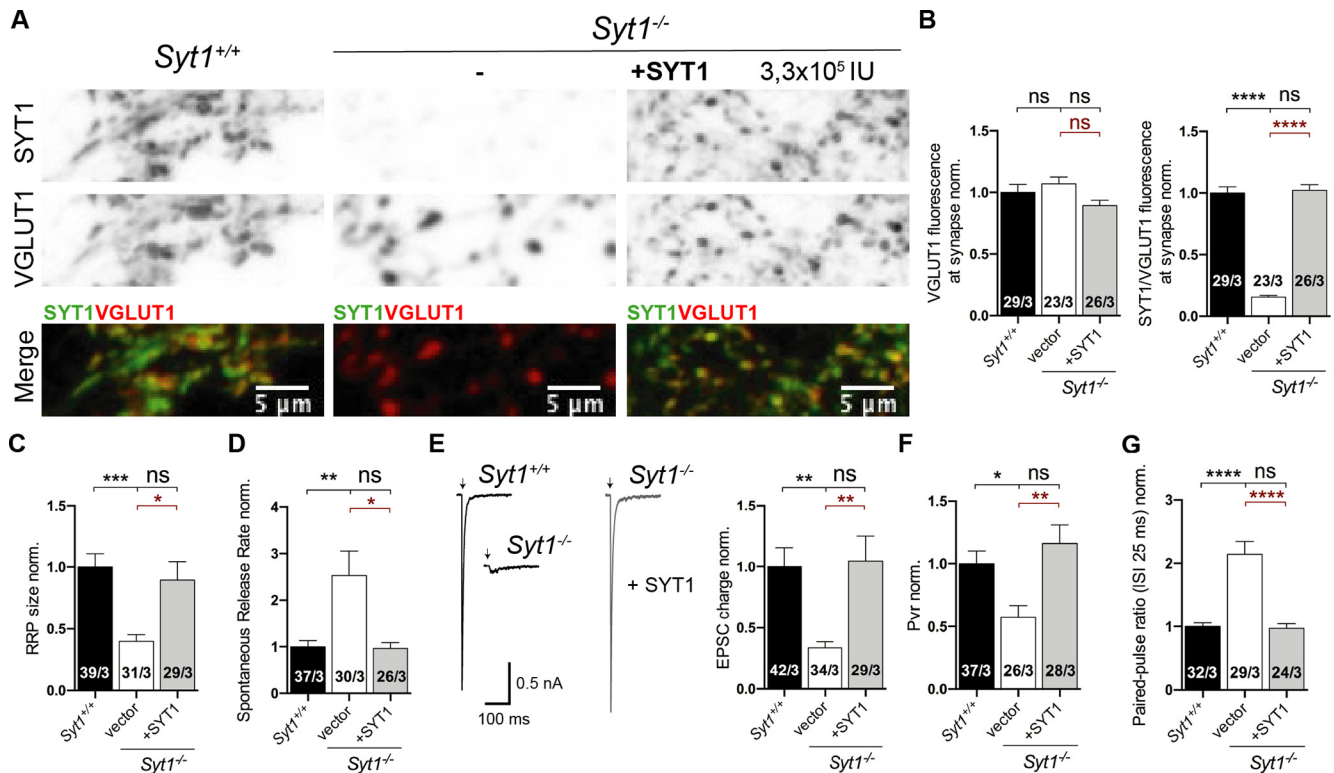 A
Syt1+/+
Syt1-/-
-
+SYT1 3,3x10⁵ IU
SYT1
VGLUT1
Merge
SYT1VGLUT1
5 µm
SYT1VGLUT1
5 µm
SYT1VGLUT1
5 µm
B
ns ns
ns
VGLUT1 fluorescence
at synapse norm.
1.5
1.0
0.5
0.0
29/3 23/3 26/3
Syt1+/+
vector
+SYT1
Syt1-/-
**** ns
****
SYT1/VGLUT1 fluorescence
at synapse norm.
1.5
1.0
0.5
0.0
29/3 23/3 26/3
Syt1+/+
vector
+SYT1
Syt1-/-
C
*** ns
*
RRP size norm.
1.5
1.0
0.5
0.0
39/3 31/3 29/3
Syt1+/+
vector
+SYT1
Syt1-/-
D
** ns
*
Spontaneous Release Rate norm.
4
3
2
1
0
37/3 30/3 26/3
Syt1+/+
vector
+SYT1
Syt1-/-
E
Syt1+/+
Syt1-/-
Syt1-/-
+ SYT1
0.5 nA
100 ms
** ns
**
EPSC charge norm.
1.5
1.0
0.5
0.0
42/3 34/3 29/3
Syt1+/+
vector
+SYT1
Syt1-/-
F
* ns
**
Pvr norm.
1.5
1.0
0.5
0.0
37/3 26/3 28/3
Syt1+/+
vector
+SYT1
Syt1-/-
G
**** ns
****
Paired-pulse ratio (ISI 25 ms) norm.
3
2
1
0
32/3 29/3 24/3
Syt1+/+
vector
+SYT1
Syt1-/-